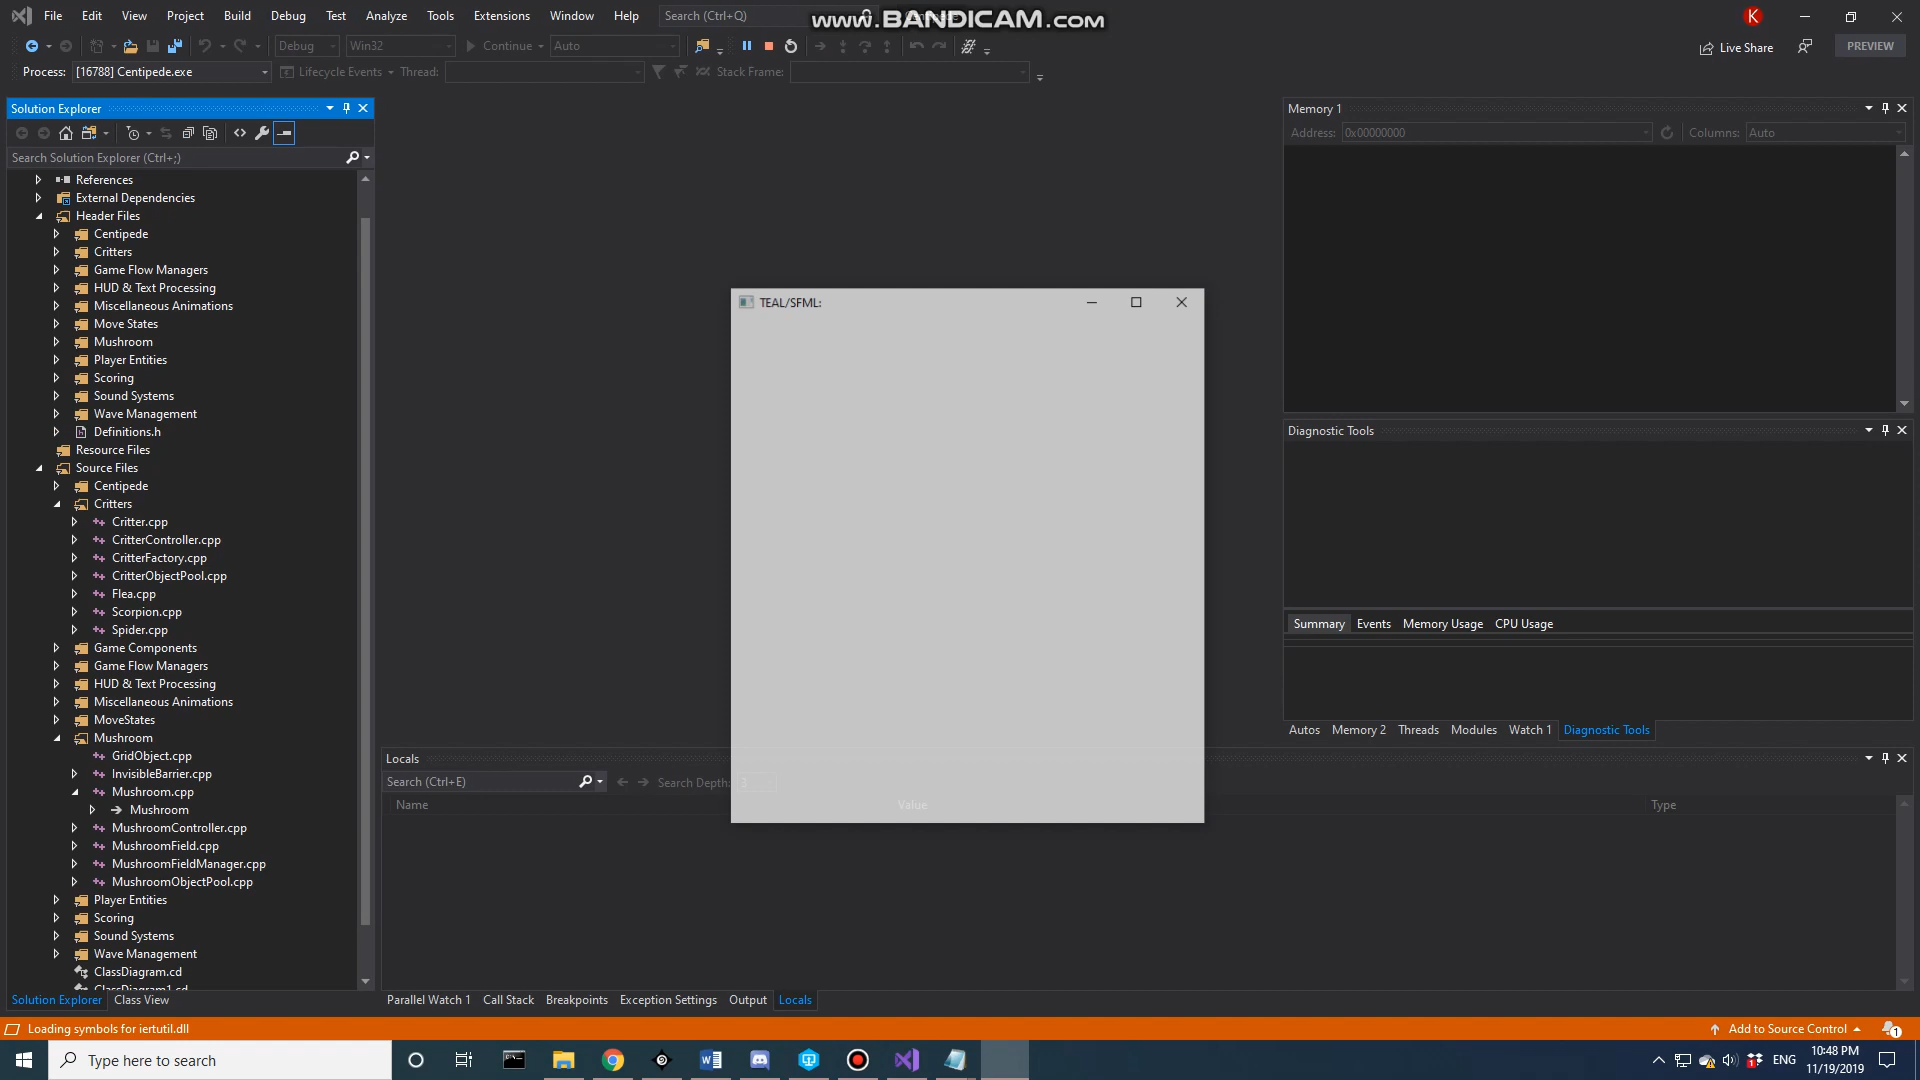 File Edit View Project Build Debug Test Analyze Tools Extensions Window Help Search (Ctrl+Q)
www.BANDICAM.com
K
Debug Win32 Continue Auto
Live Share PREVIEW
Process: [16788] Centipede.exe Lifecycle Events Thread: Stack Frame:
Solution Explorer
Search Solution Explorer (Ctrl+;)
References
External Dependencies
Header Files
Centipede
Critters
Game Flow Managers
HUD & Text Processing
Miscellaneous Animations
Move States
Mushroom
Player Entities
Scoring
Sound Systems
Wave Management
Definitions.h
Resource Files
Source Files
Centipede
Critters
Critter.cpp
CritterController.cpp
CritterFactory.cpp
CritterObjectPool.cpp
Flea.cpp
Scorpion.cpp
Spider.cpp
Game Components
Game Flow Managers
HUD & Text Processing
Miscellaneous Animations
MoveStates
Mushroom
GridObject.cpp
InvisibleBarrier.cpp
Mushroom.cpp
Mushroom
MushroomController.cpp
MushroomField.cpp
MushroomFieldManager.cpp
MushroomObjectPool.cpp
Player Entities
Scoring
Sound Systems
Wave Management
ClassDiagram.cd
ClassDiagram1.cd
Solution Explorer Class View
TEAL/SFML:
Memory 1
Address: 0x00000000 Columns: Auto
Diagnostic Tools
Summary Events Memory Usage CPU Usage
Autos Memory 2 Threads Modules Watch 1 Diagnostic Tools
Locals
Search (Ctrl+E) Search Depth:
Name Value Type
Parallel Watch 1 Call Stack Breakpoints Exception Settings Output Locals
Loading symbols for iertutil.dll
Add to Source Control 1
Type here to search
ENG
10:48 PM
11/19/2019